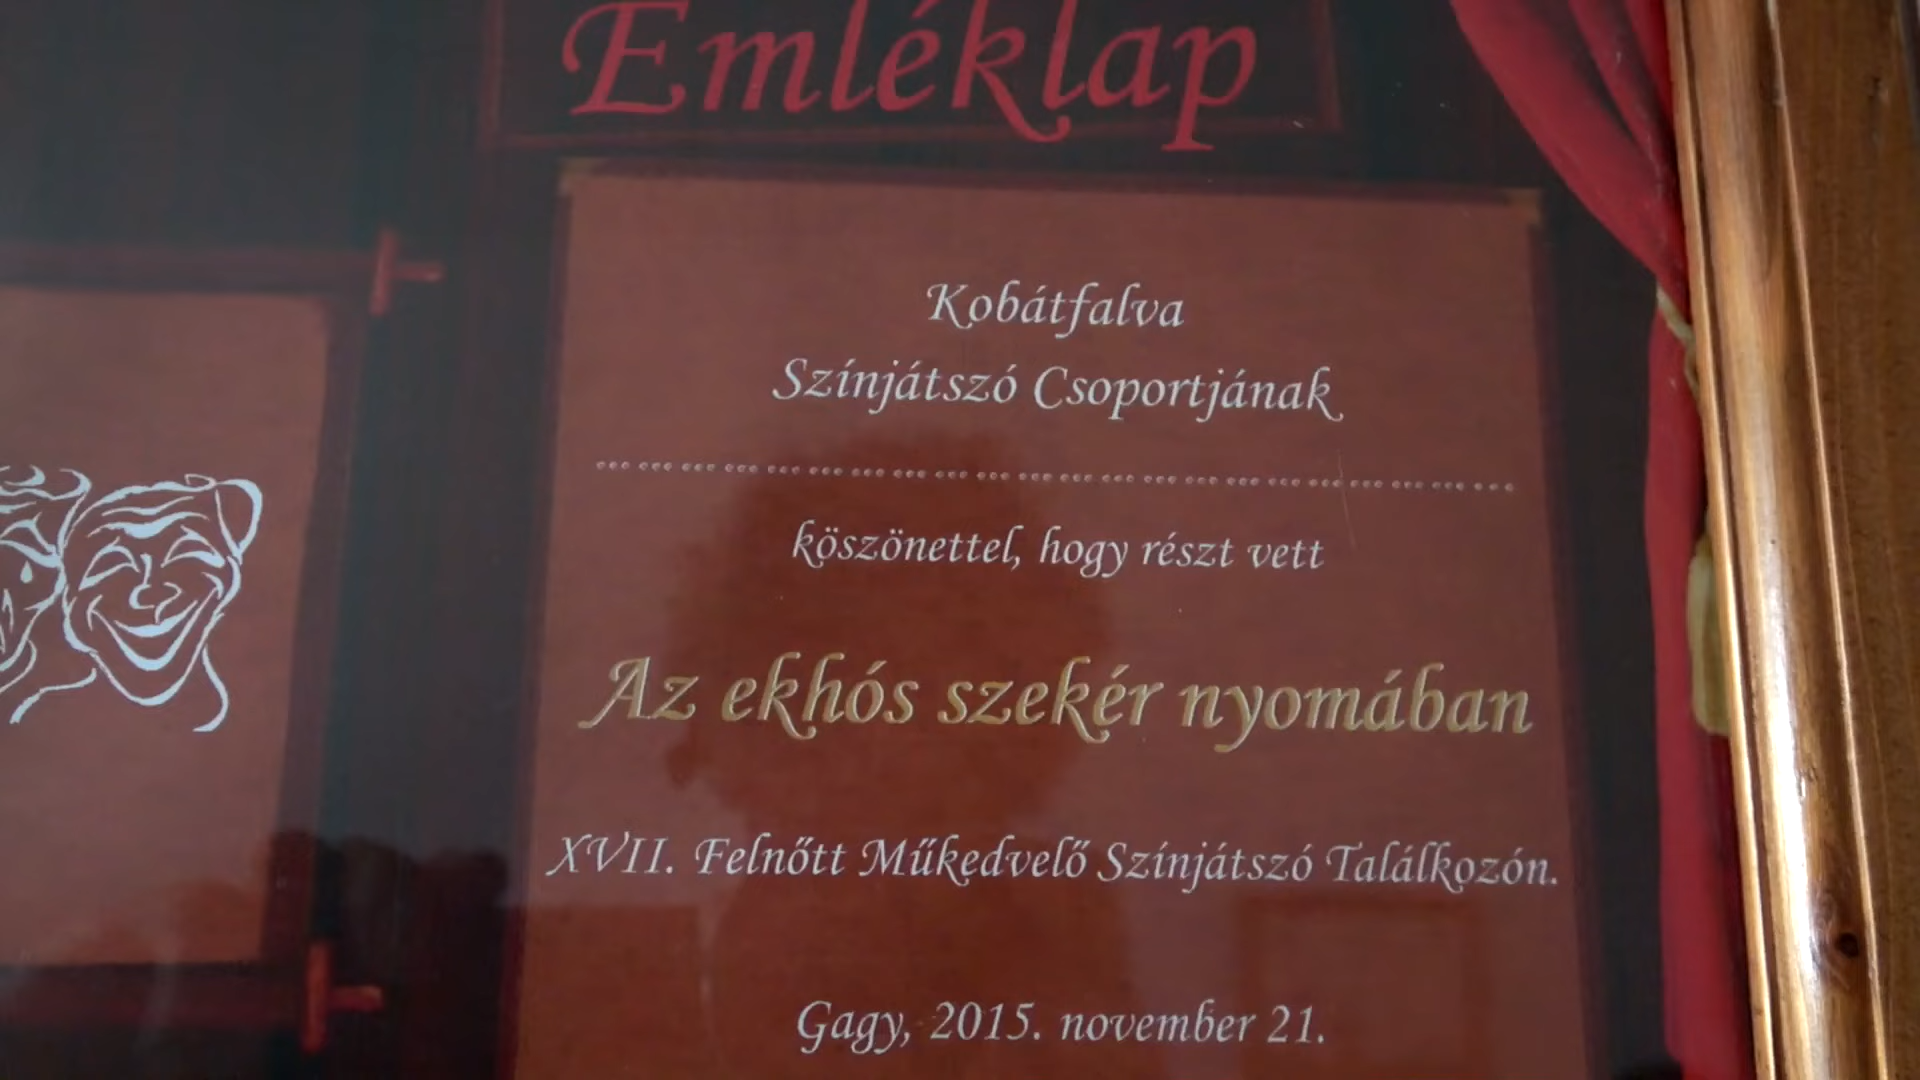 Emléklap
Kobátfalva
Színjátszó Csoportjának
köszönettel, hogy részt vett
Az ekhós szekér nyomában
XVII. Felnőtt Műkedvelő Színjátszó Találkozón.
Gagy, 2015. november 21.